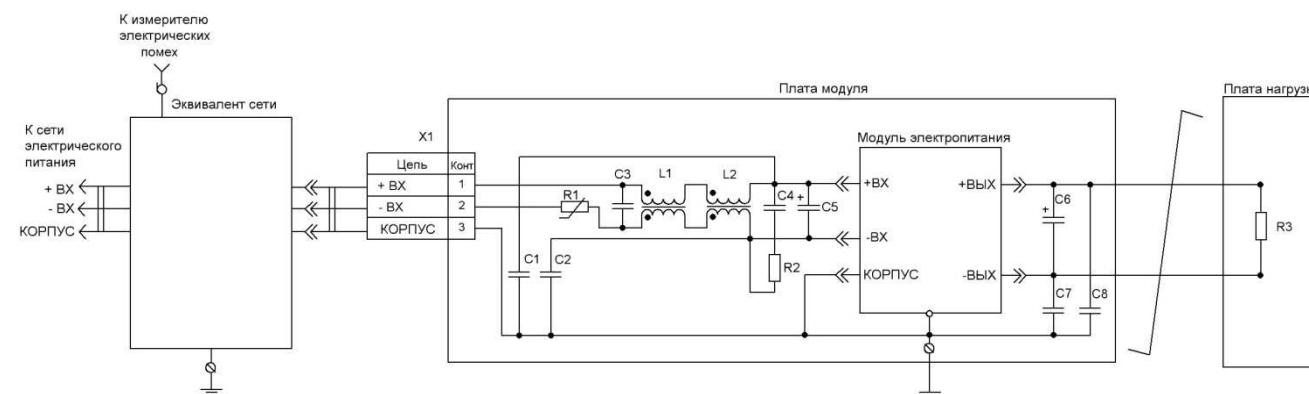 К измерителю
электрических
помех
Эквивалент сети
К сети
электрического
питания
+ ВХ
- ВХ
КОРПУС
X1
Цепь Конт
+ ВХ 1
- ВХ 2
КОРПУС 3
Плата модуля
C3 L1 L2
R1
C4
+
C5
C1 C2
R2
Модуль электропитания
+ВХ +ВЫХ
-ВХ
КОРПУС -ВЫХ
C6
+
C7 C8
Плата нагрузк
R3